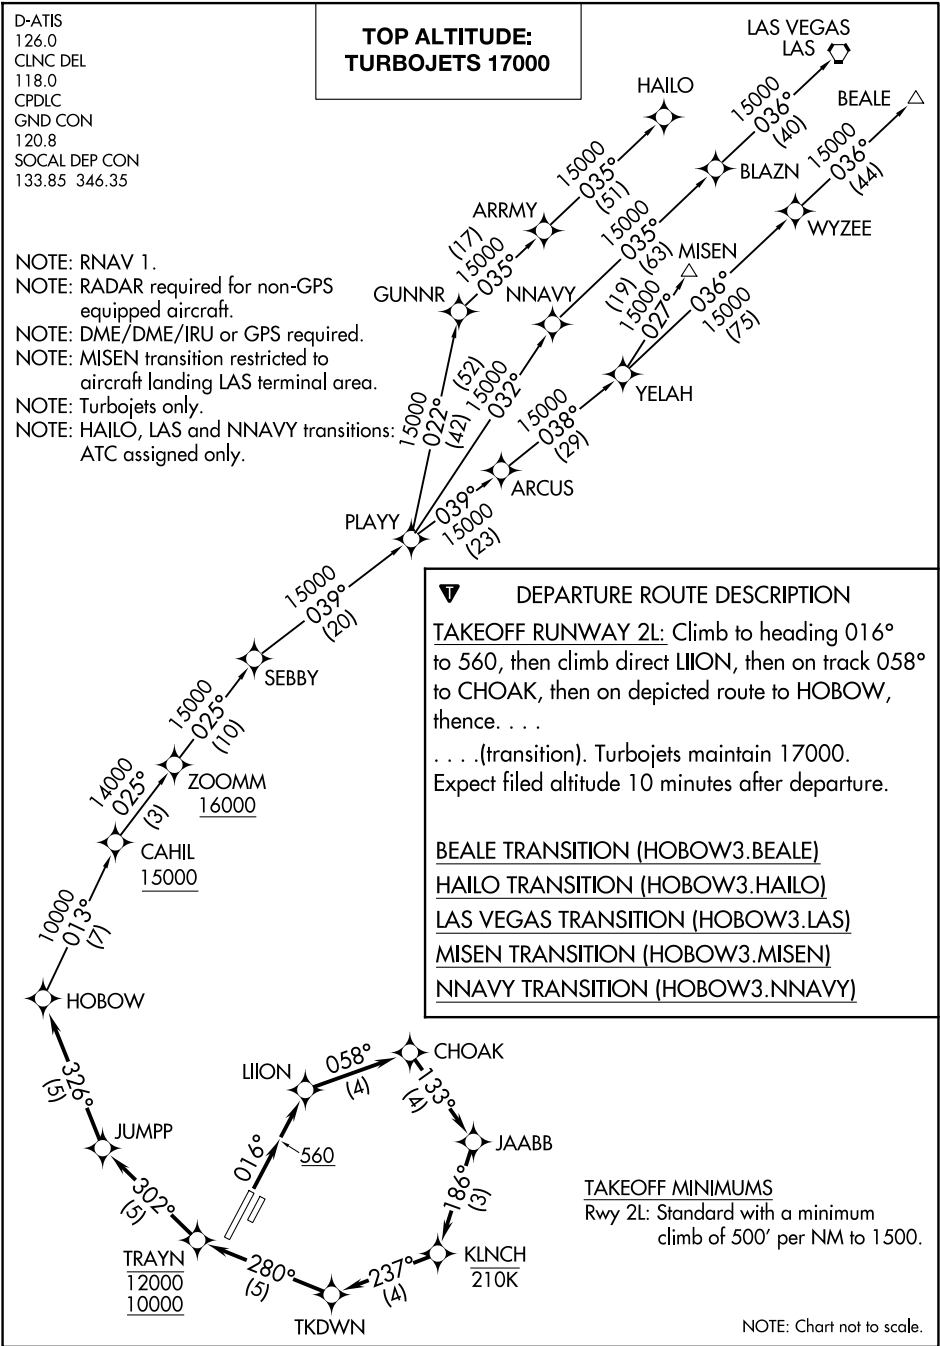 D-ATIS
126.0
CLNC DEL
118.0
CPDLC
GND CON
120.8
SOCAL DEP CON
133.85 346.35
TOP ALTITUDE:
TURBOJETS 17000
LAS VEGAS
LAS
HAILO
BEALE
15000
036°
(40)
15000
036°
(44)
BLAZN
WYZEE
15000
035°
(51)
ARRMY
(17)
15000
035°
15000
035°
(63)
MISEN
(19)
15000
027°
036°
15000
(75)
GUNNR
NNAVY
YELAH
NOTE: RNAV 1.
NOTE: RADAR required for non-GPS
equipped aircraft.
NOTE: DME/DME/IRU or GPS required.
NOTE: MISEN transition restricted to
aircraft landing LAS terminal area.
NOTE: Turbojets only.
NOTE: HAILO, LAS and NNAVY transitions:
ATC assigned only.
15000
022°
(42)
(52)
15000
032°
15000
038°
(29)
ARCUS
PLAYY
039°
15000
(23)
15000
039°
(20)
SEBBY
15000
025°
(10)
ZOOMM
16000
14000
025°
(3)
CAHIL
15000
10000
013°
(7)
HOBOW
T
DEPARTURE ROUTE DESCRIPTION
TAKEOFF RUNWAY 2L: Climb to heading 016°
to 560, then climb direct LIION, then on track 058°
to CHOAK, then on depicted route to HOBOW,
thence. . . .
. . . .(transition). Turbojets maintain 17000.
Expect filed altitude 10 minutes after departure.
BEALE TRANSITION (HOBOW3.BEALE)
HAILO TRANSITION (HOBOW3.HAILO)
LAS VEGAS TRANSITION (HOBOW3.LAS)
MISEN TRANSITION (HOBOW3.MISEN)
NNAVY TRANSITION (HOBOW3.NNAVY)
326°
(5)
JUMPP
302°
(5)
TRAYN
12000
10000
LIION
058°
(4)
CHOAK
133°
(4)
JAABB
016°
560
186°
(3)
KLNCH
210K
237°
(4)
TKDWN
280°
(5)
TAKEOFF MINIMUMS
Rwy 2L: Standard with a minimum
climb of 500' per NM to 1500.
NOTE: Chart not to scale.